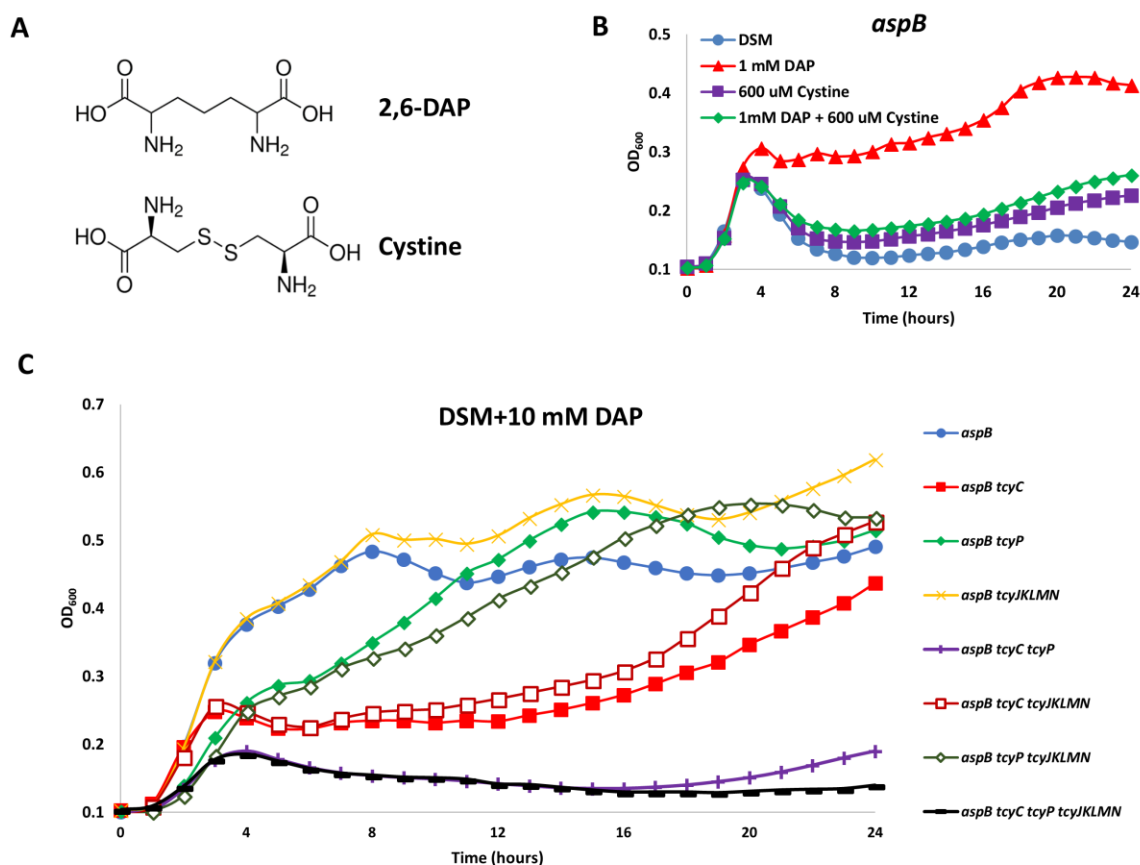 A
O
O
HO
OH
NH₂
NH₂
2,6-DAP
NH₂
HO
S
S
O
O
OH
NH₂
Cystine
B
aspB
DSM
1 mM DAP
600 uM Cystine
1mM DAP + 600 uM Cystine
OD₆₀₀
0.5
0.4
0.3
0.2
0.1
0 4 8 12 16 20 24
Time (hours)
C
DSM+10 mM DAP
OD₆₀₀
0.7
0.6
0.5
0.4
0.3
0.2
0.1
0 4 8 12 16 20 24
Time (hours)
aspB
aspB tcyC
aspB tcyP
aspB tcyJKLMN
aspB tcyC tcyP
aspB tcyC tcyJKLMN
aspB tcyP tcyJKLMN
aspB tcyC tcyP tcyJKLMN